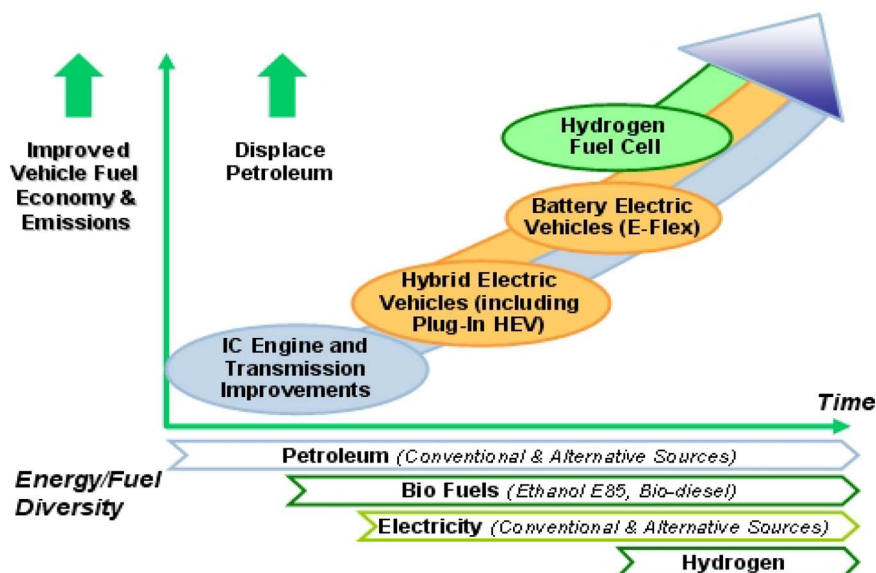 Improved
Vehicle Fuel
Economy &
Emissions
Displace
Petroleum
Hydrogen
Fuel Cell
Battery Electric
Vehicles (E-Flex)
Hybrid Electric
Vehicles (including
Plug-In HEV)
IC Engine and
Transmission
Improvements
Time
Energy/Fuel
Diversity
Petroleum (Conventional & Alternative Sources)
Bio Fuels (Ethanol E85, Bio-diesel)
Electricity (Conventional & Alternative Sources)
Hydrogen